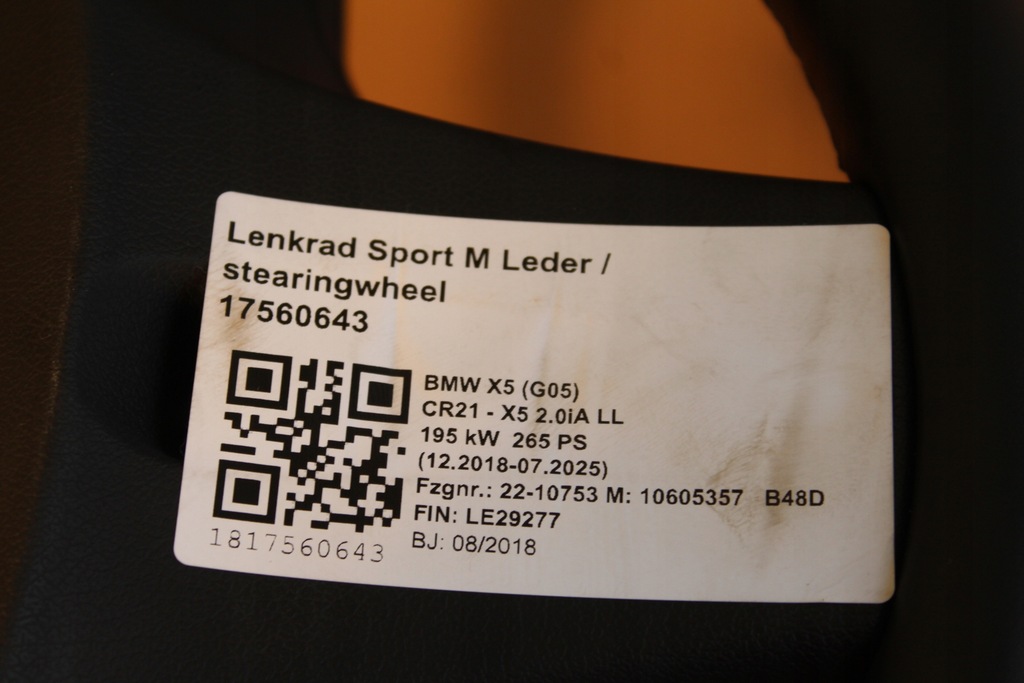 Lenkrad Sport M Leder /
stearingwheel
17560643
BMW X5 (G05)
CR21 - X5 2.0iA LL
195 kW 265 PS
(12.2018-07.2025)
Fzgnr.: 22-10753 M: 10605357 B48D
FIN: LE29277
BJ: 08/2018
1817560643